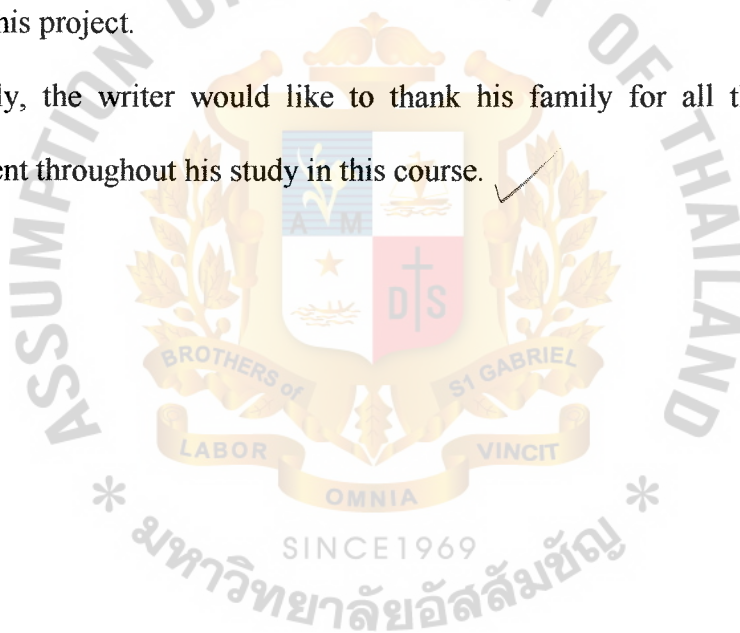 his project.
ly, the writer would like to thank his family for all
ent throughout his study in this course.
ASSUMPTION
OF THAILAND
A M
D S
BROTHERS of
S1 GABRIEL
LABOR
VINCIT
OMNIA
* *
SINCE1969
มหาวิทยาลัยอัสสัมชัญ